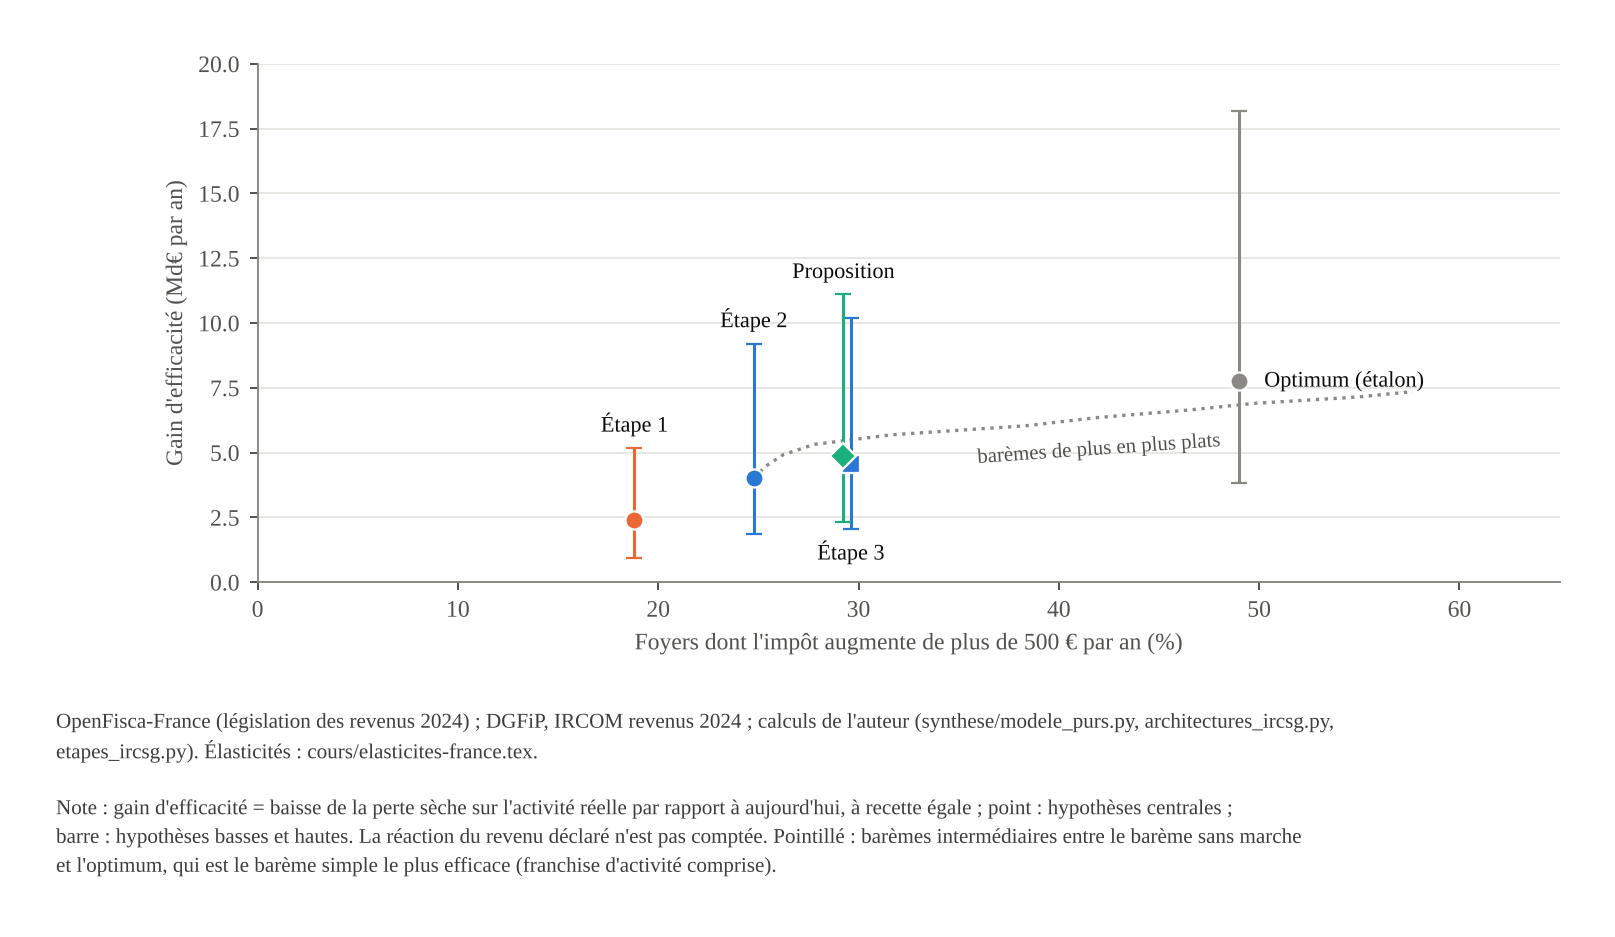 20.0
17.5
15.0
12.5
10.0
7.5
5.0
2.5
0.0
Gain d'efficacité (Md€ par an)
Proposition
Étape 2
Étape 1
Optimum (étalon)
barèmes de plus en plus plats
Étape 3
0 10 20 30 40 50 60
Foyers dont l'impôt augmente de plus de 500 € par an (%)
OpenFisca-France (législation des revenus 2024) ; DGFiP, IRCOM revenus 2024 ; calculs de l'auteur (synthese/modele_purs.py, architectures_ircsg.py,
etapes_ircsg.py). Élasticités : cours/elasticites-france.tex.
Note : gain d'efficacité = baisse de la perte sèche sur l'activité réelle par rapport à aujourd'hui, à recette égale ; point : hypothèses centrales ;
barre : hypothèses basses et hautes. La réaction du revenu déclaré n'est pas comptée. Pointillé : barèmes intermédiaires entre le barème sans marche
et l'optimum, qui est le barème simple le plus efficace (franchise d'activité comprise).